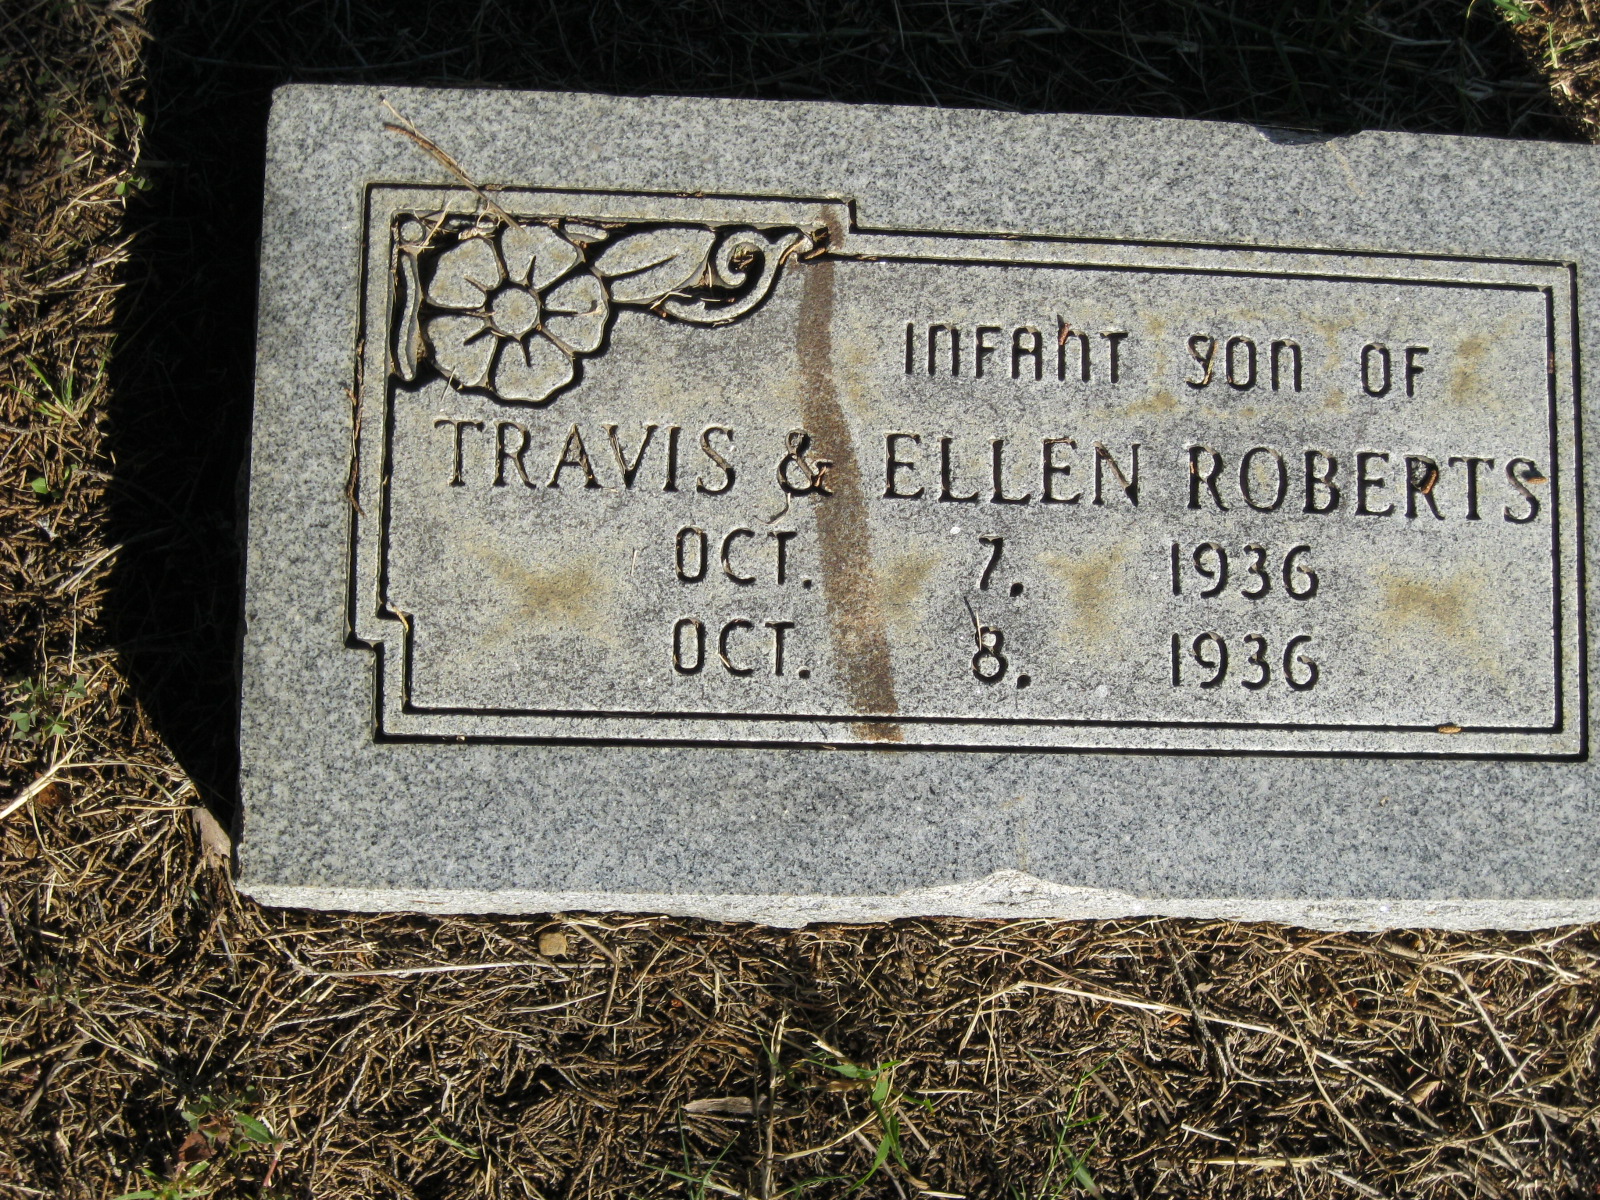 INFANT SON OF
TRAVIS & ELLEN ROBERTS
OCT. 7, 1936
OCT. 8, 1936